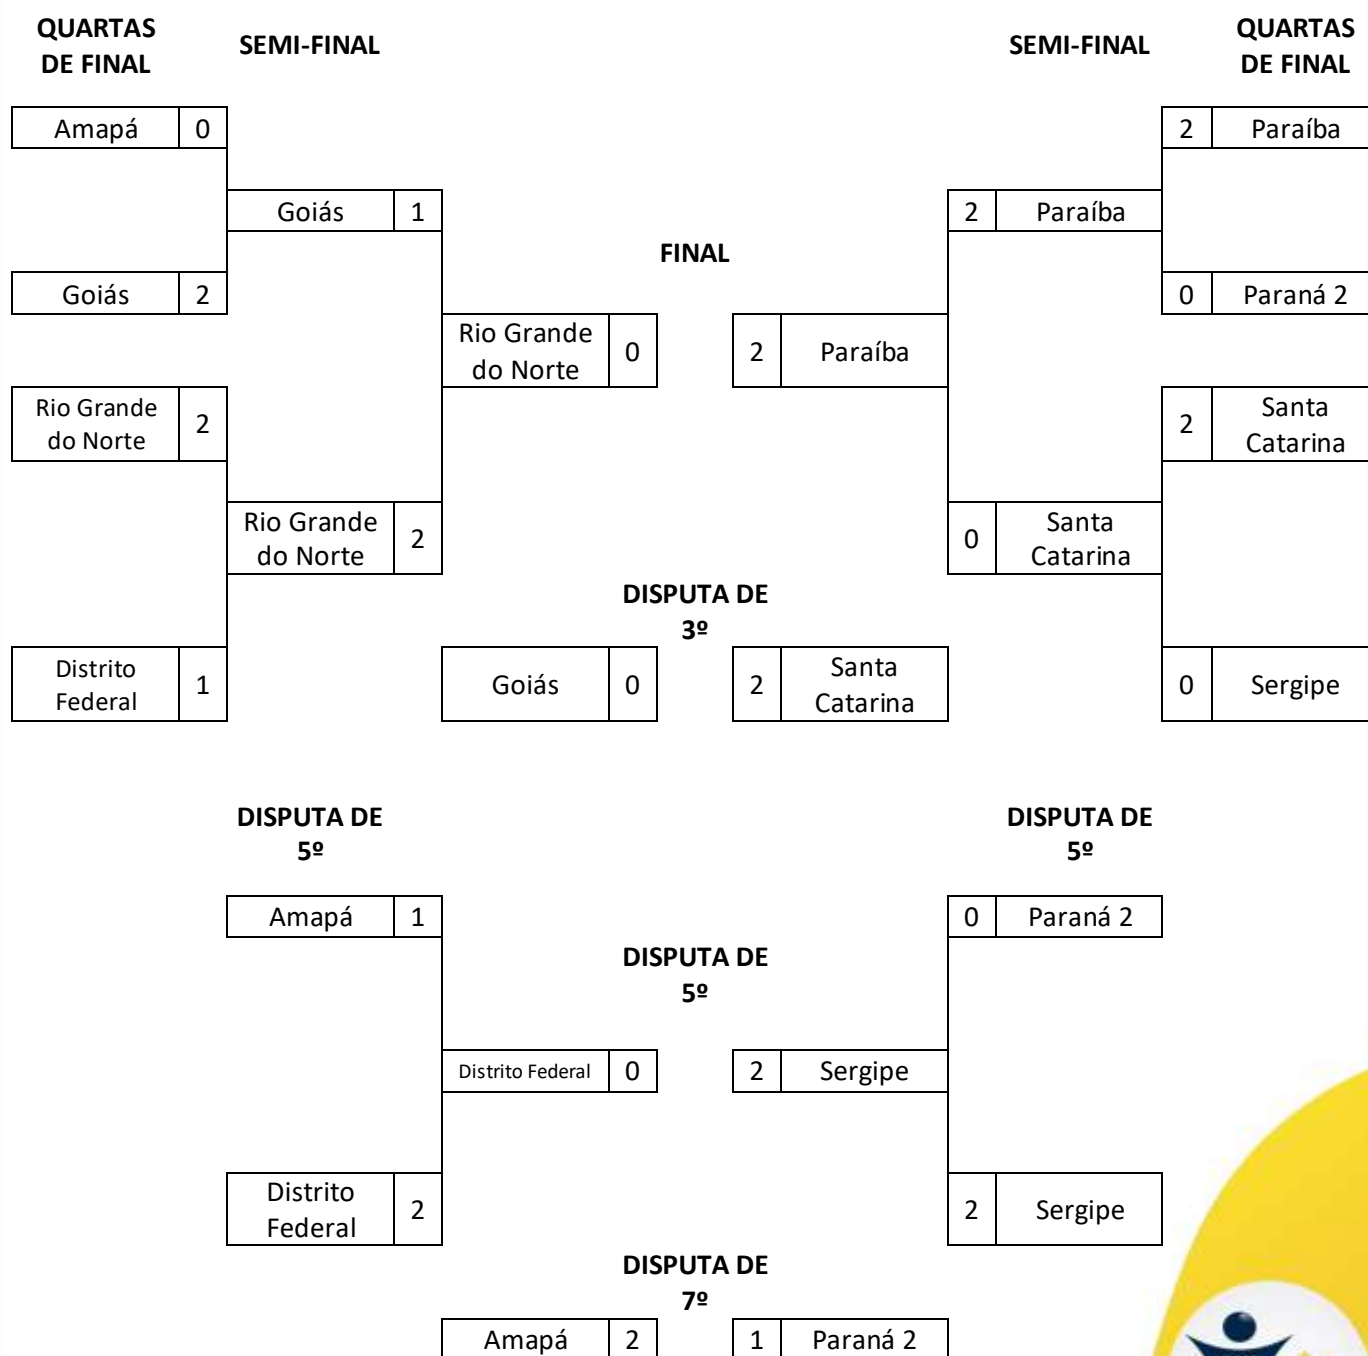 QUARTAS
DE FINAL
SEMI-FINAL
SEMI-FINAL
QUARTAS
DE FINAL
Amapá 0
2 Paraíba
Goiás 1
2 Paraíba
FINAL
Goiás 2
0 Paraná 2
Rio Grande
do Norte
0
2 Paraíba
Rio Grande
do Norte
2
2
Santa
Catarina
Rio Grande
do Norte
2
0
Santa
Catarina
DISPUTA DE
3º
Distrito
Federal
1
Goiás 0
2
Santa
Catarina
0 Sergipe
DISPUTA DE
5º
DISPUTA DE
5º
Amapá 1
0 Paraná 2
DISPUTA DE
5º
Distrito Federal 0
2 Sergipe
Distrito
Federal
2
2 Sergipe
DISPUTA DE
7º
Amapá 2
1 Paraná 2